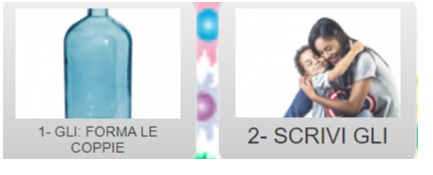 1- GLI: FORMA LE
COPPIE
2- SCRIVI GLI